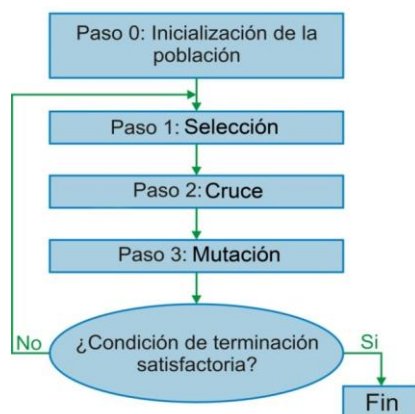 Paso 0: Inicialización de la
población
Paso 1: Selección
Paso 2: Cruce
Paso 3: Mutación
¿Condición de terminación
satisfactoria?
No
Si
Fin